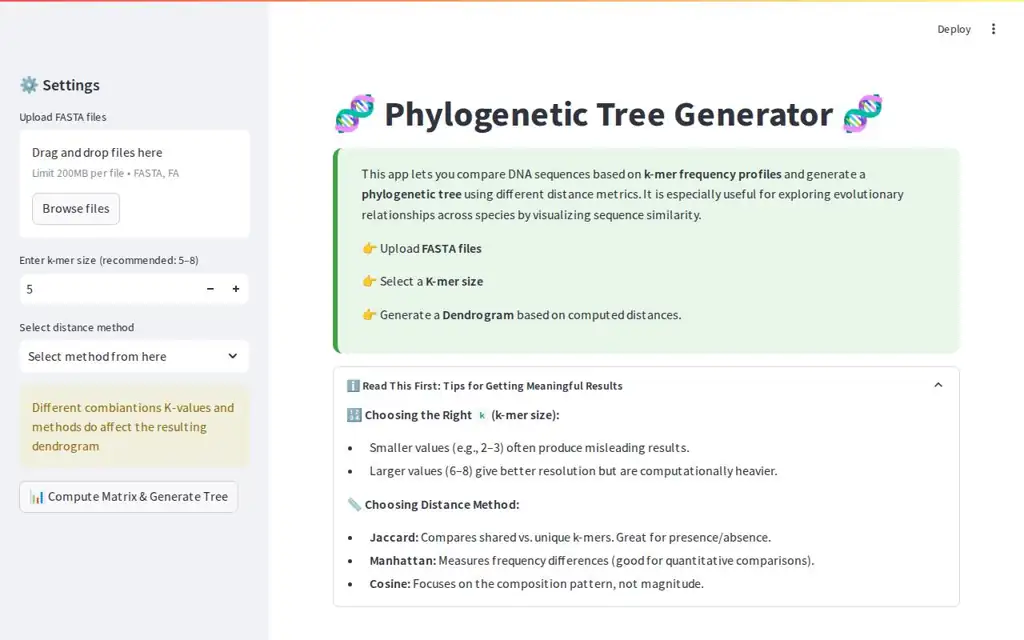 Deploy
⚙️ Settings
Upload FASTA files
Drag and drop files here
Limit 200MB per file • FASTA, FA
Browse files
Enter k-mer size (recommended: 5–8)
5
Select distance method
Select method from here
Different combiantions K-values and
methods do affect the resulting
dendrogram
📊 Compute Matrix & Generate Tree
🧬 Phylogenetic Tree Generator 🧬
This app lets you compare DNA sequences based on k-mer frequency profiles and generate a
phylogenetic tree using different distance metrics. It is especially useful for exploring evolutionary
relationships across species by visualizing sequence similarity.
👉 Upload FASTA files
👉 Select a K-mer size
👉 Generate a Dendrogram based on computed distances.
ℹ️ Read This First: Tips for Getting Meaningful Results
🔢 Choosing the Right k (k-mer size):
• Smaller values (e.g., 2–3) often produce misleading results.
• Larger values (6–8) give better resolution but are computationally heavier.
📏 Choosing Distance Method:
• Jaccard: Compares shared vs. unique k-mers. Great for presence/absence.
• Manhattan: Measures frequency differences (good for quantitative comparisons).
• Cosine: Focuses on the composition pattern, not magnitude.